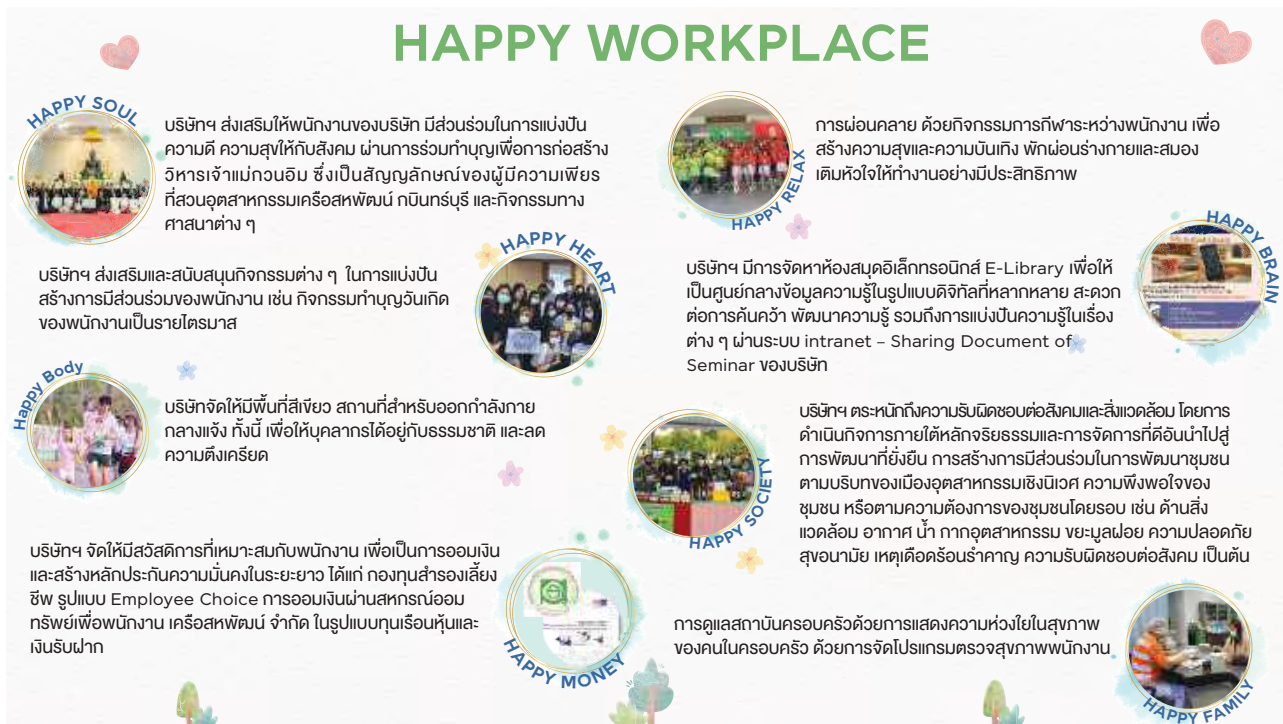 HAPPY WORKPLACE
HAPPY SOUL
บริษัทฯ ส่งเสริมให้พนักงานของบริษัท มีส่วนร่วมในการแบ่งปัน
ความดี ความสุขให้กับสังคม ผ่านการร่วมทำบุญเพื่อการก่อสร้าง
วิหารเจ้าแม่กวนอิม ซึ่งเป็นสัญญลักษณ์ของผู้มีความเพียร
ที่สวนอุตสาหกรรมเครือสหพัฒน์ กบินทร์บุรี และกิจกรรมทาง
ศาสนาต่าง ๆ
HAPPY HEART
บริษัทฯ ส่งเสริมและสนับสนุนกิจกรรมต่าง ๆ ในการแบ่งปัน
สร้างการมีส่วนร่วมของพนักงาน เช่น กิจกรรมทำบุญวันเกิด
ของพนักงานเป็นรายไตรมาส
Happy Body
บริษัทจัดให้มีพื้นที่สีเขียว สถานที่สำหรับออกกำลังกาย
กลางแจ้ง ทั้งนี้ เพื่อให้บุคลากรได้อยู่กับธรรมชาติ และลด
ความตึงเครียด
บริษัทฯ จัดให้มีสวัสดิการที่เหมาะสมกับพนักงาน เพื่อเป็นการออมเงิน
และสร้างหลักประกันความมั่นคงในระยะยาว ได้แก่ กองทุนสำรองเลี้ยง
ชีพ รูปแบบ Employee Choice การออมเงินผ่านสหกรณ์ออม
ทรัพย์เพื่อพนักงาน เครือสหพัฒน์ จำกัด ในรูปแบบทุนเรือนหุ้นและ
เงินรับฝาก
HAPPY MONEY
การผ่อนคลาย ด้วยกิจกรรมการกีฬาระหว่างพนักงาน เพื่อ
สร้างความสุขและความบันเทิง พักผ่อนร่างกายและสมอง
เติมหัวใจให้ทำงานอย่างมีประสิทธิภาพ
HAPPY RELAX
HAPPY BRAIN
บริษัทฯ มีการจัดหาห้องสมุดอิเล็กทรอนิกส์ E-Library เพื่อให้
เป็นศูนย์กลางข้อมูลความรู้ในรูปแบบดิจิทัลที่หลากหลาย สะดวก
ต่อการค้นคว้า พัฒนาความรู้ รวมถึงการแบ่งปันความรู้ในเรื่อง
ต่าง ๆ ผ่านระบบ intranet – Sharing Document of
Seminar ของบริษัท
บริษัทฯ ตระหนักถึงความรับผิดชอบต่อสังคมและสิ่งแวดล้อม โดยการ
ดำเนินกิจการภายใต้หลักจริยธรรมและการจัดการที่ดีอันนำไปสู่
การพัฒนาที่ยั่งยืน การสร้างการมีส่วนร่วมในการพัฒนาชุมชน
ตามบริบทของเมืองอุตสาหกรรมเชิงนิเวศ ความพึงพอใจของ
ชุมชน หรือตามความต้องการของชุมชนโดยรอบ เช่น ด้านสิ่ง
แวดล้อม อากาศ น้ำ กากอุตสาหกรรม ขยะมูลฝอย ความปลอดภัย
สุขอนามัย เหตุเดือดร้อนรำคาญ ความรับผิดชอบต่อสังคม เป็นต้น
HAPPY SOCIETY
การดูแลสถาบันครอบครัวด้วยการแสดงความห่วงใยในสุขภาพ
ของคนในครอบครัว ด้วยการจัดโปรแกรมตรวจสุขภาพพนักงาน
HAPPY FAMILY